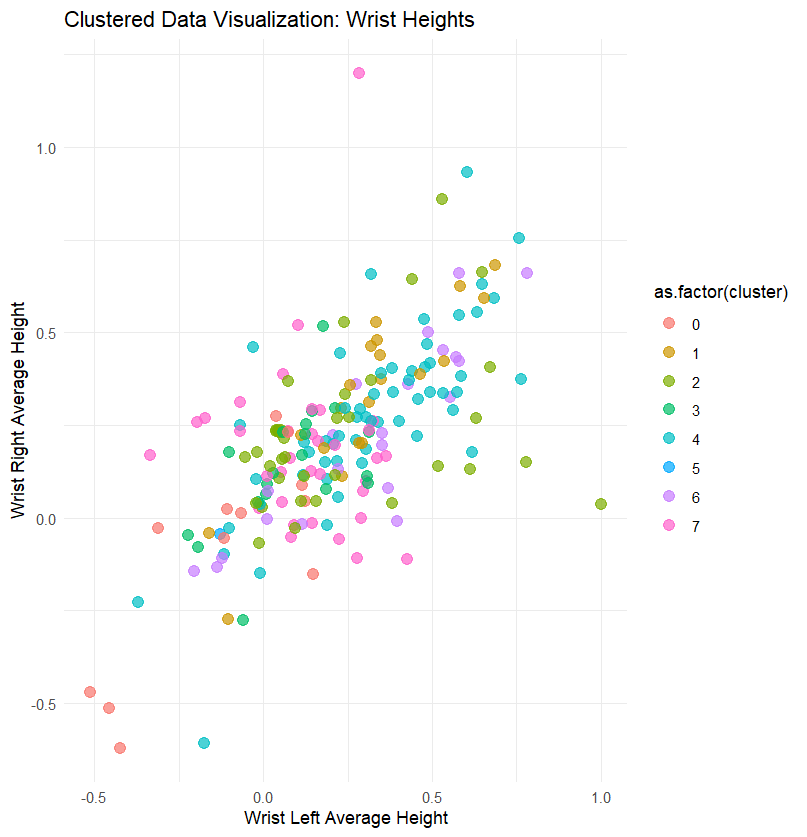 Clustered Data Visualization: Wrist Heights
Wrist Right Average Height
1.0
0.5
0.0
-0.5
-0.5 0.0 0.5 1.0
Wrist Left Average Height
as.factor(cluster)
0
1
2
3
4
5
6
7